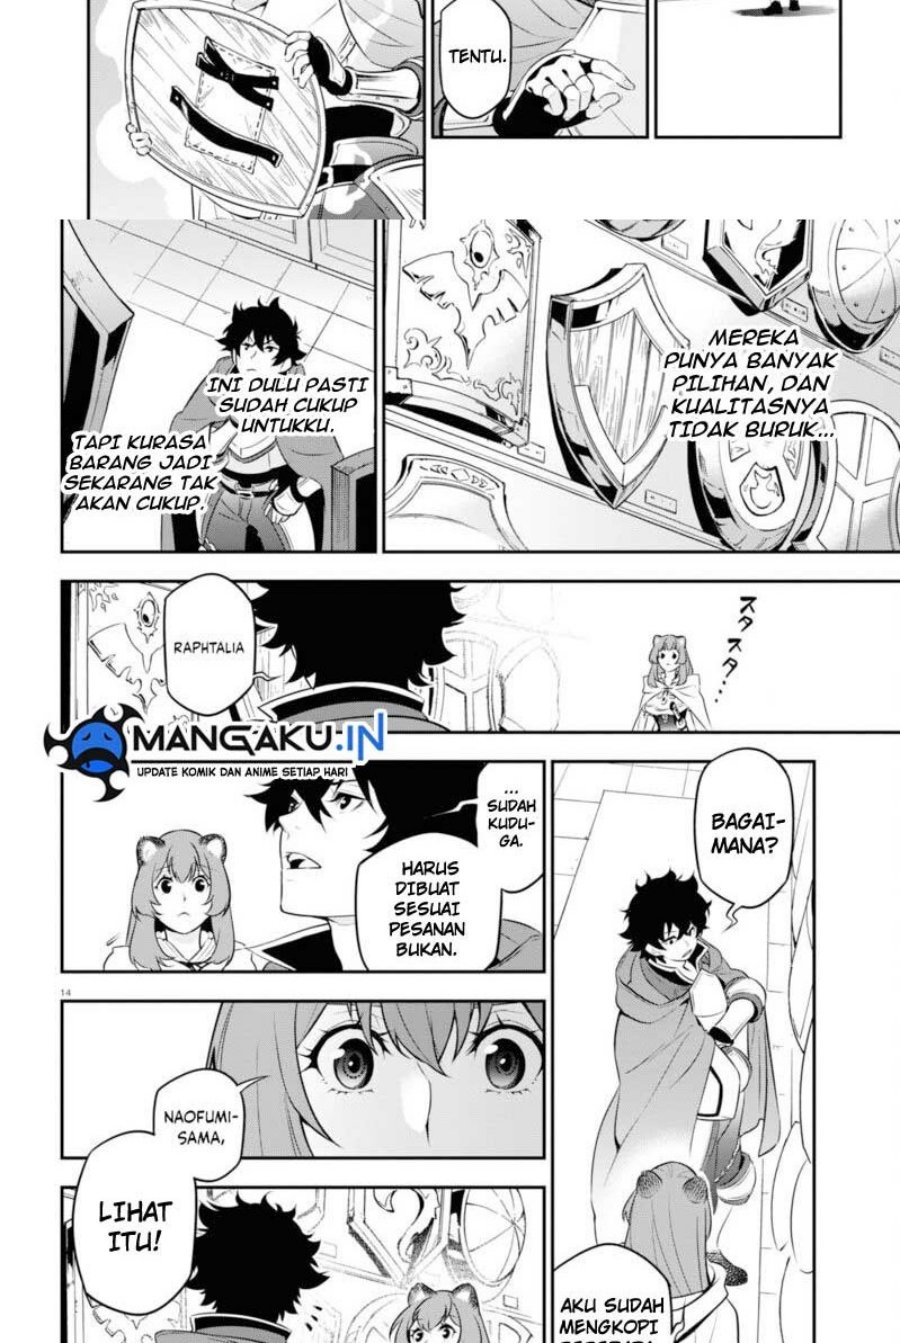 TENTU.
MEREKA
PUNYA BANYAK
PILIHAN, DAN
KUALITASNYA
TIDAK BURUK...
INI DULU PASTI
SUDAH CUKUP
UNTUKKU.
TAPI KURASA
BARANG JADI
SEKARANG TAK
AKAN CUKUP.
スタスタ...
RAPHTALIA
MANGAKU.IN
UPDATE KOMIK DAN ANIME SETIAP HARI
BAGAI-
MANA?
AKU SUDAH
MENGKOPI
...
SUDAH
KUDU-
GA.
HARUS
DIBUAT
SESUAI
PESANAN
BUKAN.
14
NAOFUMI-
SAMA,
LIHAT
ITU!